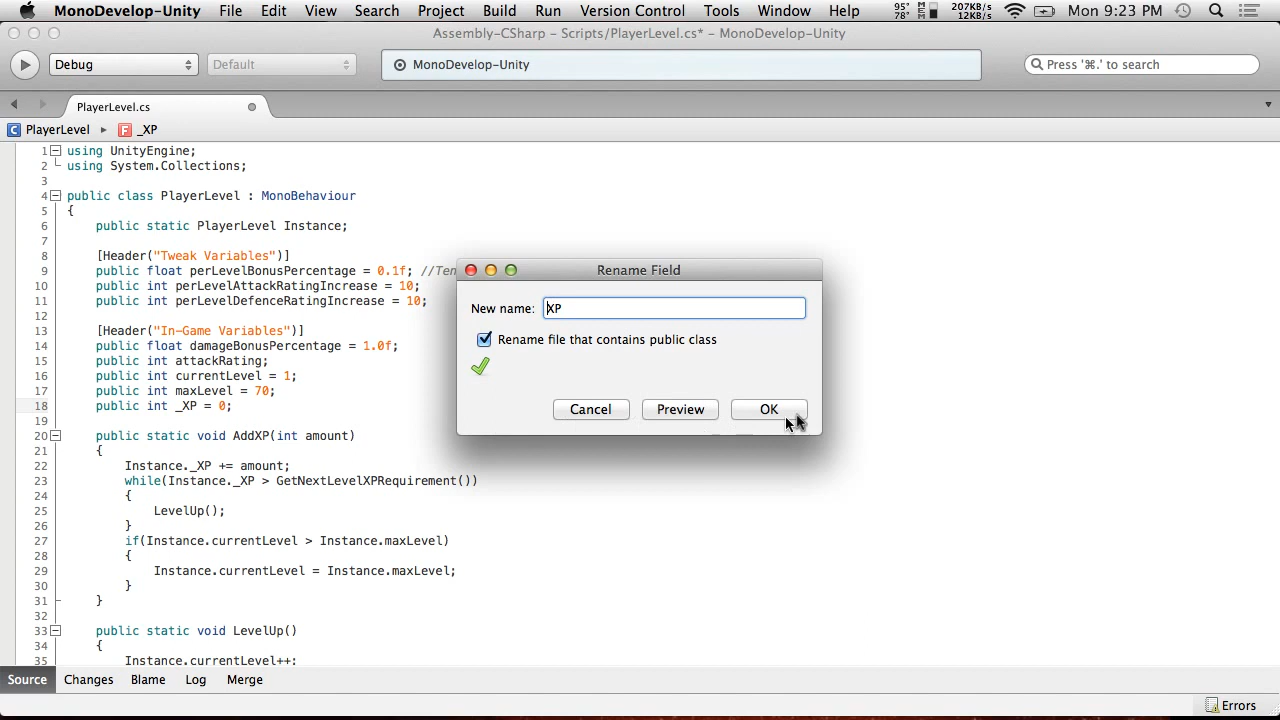 MonoDevelop-Unity File Edit View Search Project Build Run Version Control Tools Window Help 95° 78° 207KB/s 12KB/s Mon 9:23 PM
Assembly-CSharp – Scripts/PlayerLevel.cs* – MonoDevelop-Unity
Debug Default MonoDevelop-Unity Press '⌘.' to search
PlayerLevel.cs
C PlayerLevel F _XP
1 using UnityEngine;
2 using System.Collections;
3
4 public class PlayerLevel : MonoBehaviour
5 {
6 public static PlayerLevel Instance;
7
8 [Header("Tweak Variables")]
9 public float perLevelBonusPercentage = 0.1f; //Ten
10 public int perLevelAttackRatingIncrease = 10;
11 public int perLevelDefenceRatingIncrease = 10;
12
13 [Header("In-Game Variables")]
14 public float damageBonusPercentage = 1.0f;
15 public int attackRating;
16 public int currentLevel = 1;
17 public int maxLevel = 70;
18 public int _XP = 0;
19
20 public static void AddXP(int amount)
21 {
22 Instance._XP += amount;
23 while(Instance._XP > GetNextLevelXPRequirement())
24 {
25 LevelUp();
26 }
27 if(Instance.currentLevel > Instance.maxLevel)
28 {
29 Instance.currentLevel = Instance.maxLevel;
30 }
31 }
32
33 public static void LevelUp()
34 {
35 Instance.currentLevel++;
Rename Field
New name: XP
Rename file that contains public class
Cancel Preview OK
Source Changes Blame Log Merge
Errors